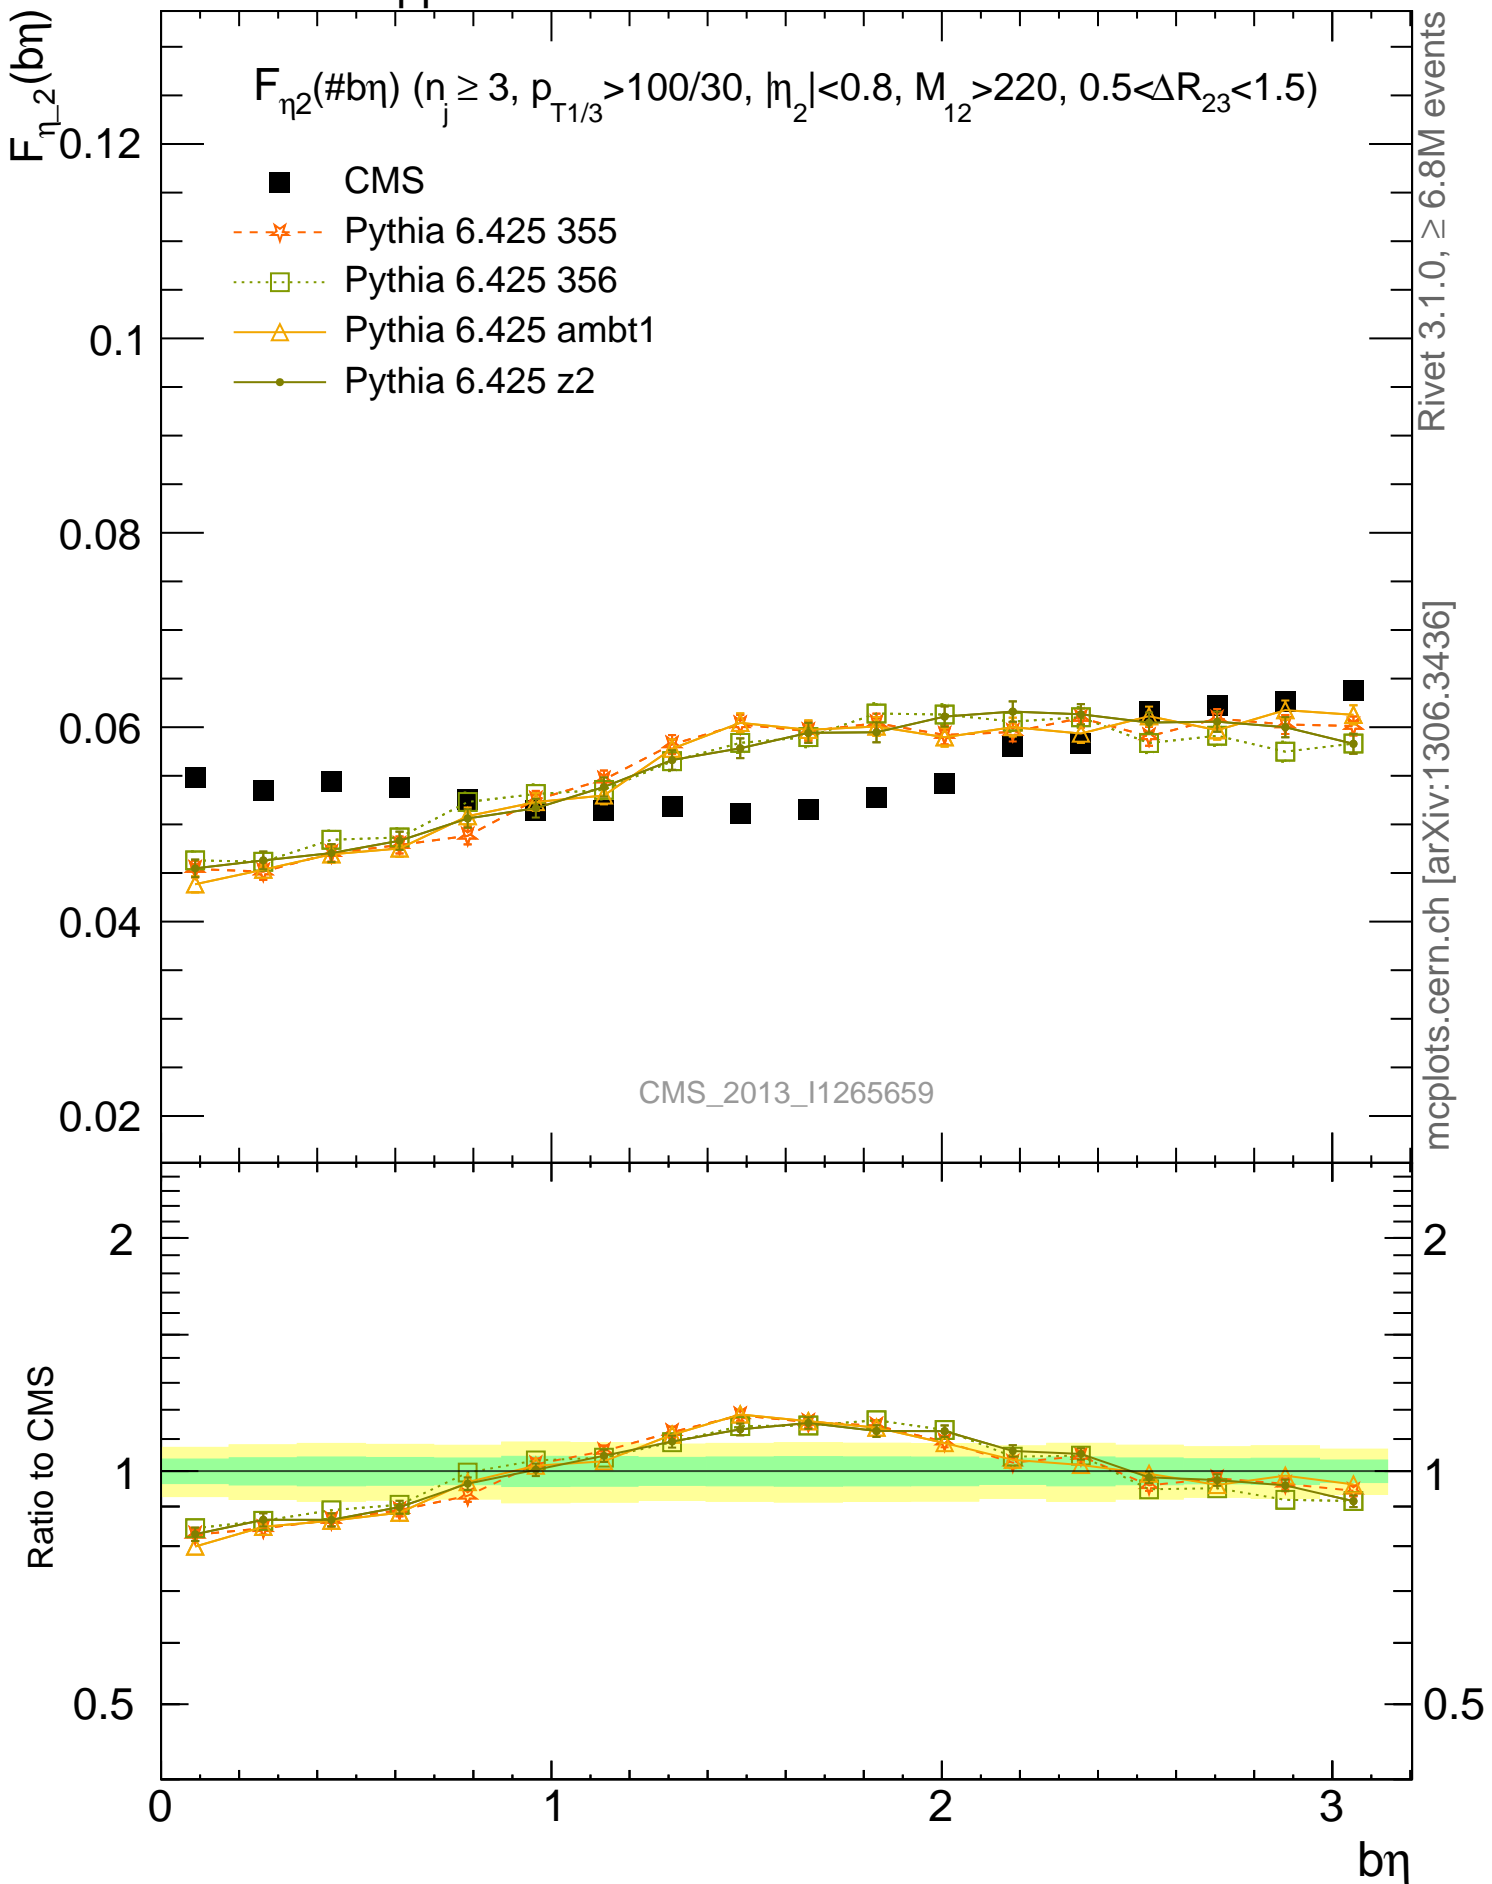 F_η_2(bη)
F_η2(#bη) (n_j ≥ 3, p_T1/3>100/30, |η_2|<0.8, M_12>220, 0.5<ΔR_23<1.5)
CMS
Pythia 6.425 355
Pythia 6.425 356
Pythia 6.425 ambt1
Pythia 6.425 z2
0.12
0.1
0.08
0.06
0.04
0.02
CMS_2013_I1265659
Rivet 3.1.0, ≥ 6.8M events
mcplots.cern.ch [arXiv:1306.3436]
Ratio to CMS
2
1
0.5
2
1
0.5
0
1
2
3
bη